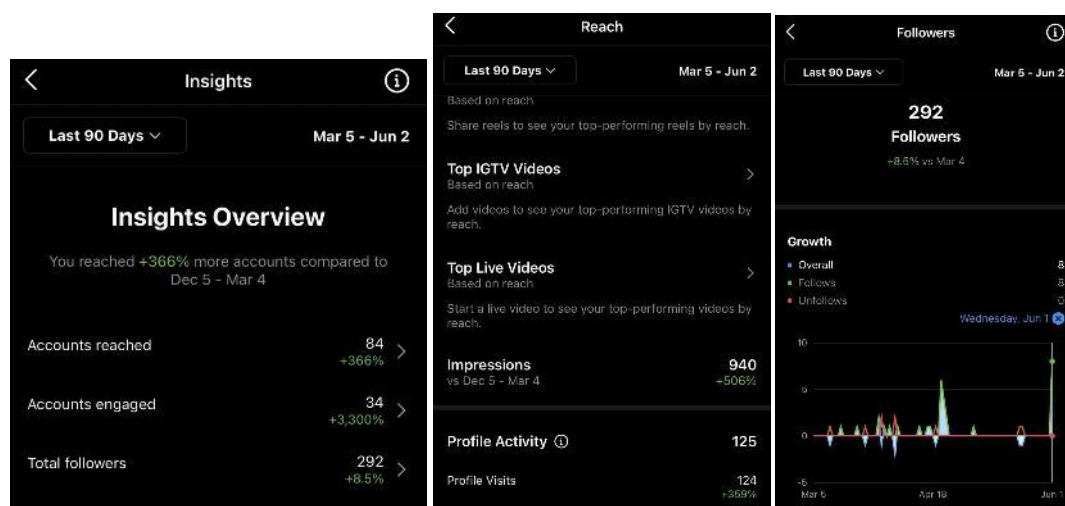 Insights
Last 90 Days
Mar 5 - Jun 2
Insights Overview
You reached +366% more accounts compared to
Dec 5 - Mar 4
Accounts reached
84
+366%
Accounts engaged
34
+3,300%
Total followers
292
+8.5%
Reach
Last 90 Days
Mar 5 - Jun 2
Based on reach
Share reels to see your top-performing reels by reach.
Top IGTV Videos
Based on reach
Add videos to see your top-performing IGTV videos by
reach.
Top Live Videos
Based on reach
Start a live video to see your top-performing videos by
reach.
Impressions
940
vs Dec 5 - Mar 4
+506%
Profile Activity
125
Profile Visits
124
+359%
Followers
Last 90 Days
Mar 5 - Jun 2
292
Followers
+8.5% vs Mar 4
Growth
Overall
8
Follows
8
Unfollows
0
Wednesday, Jun 1
10
5
0
-5
Mar 5
Apr 18
Jun 1